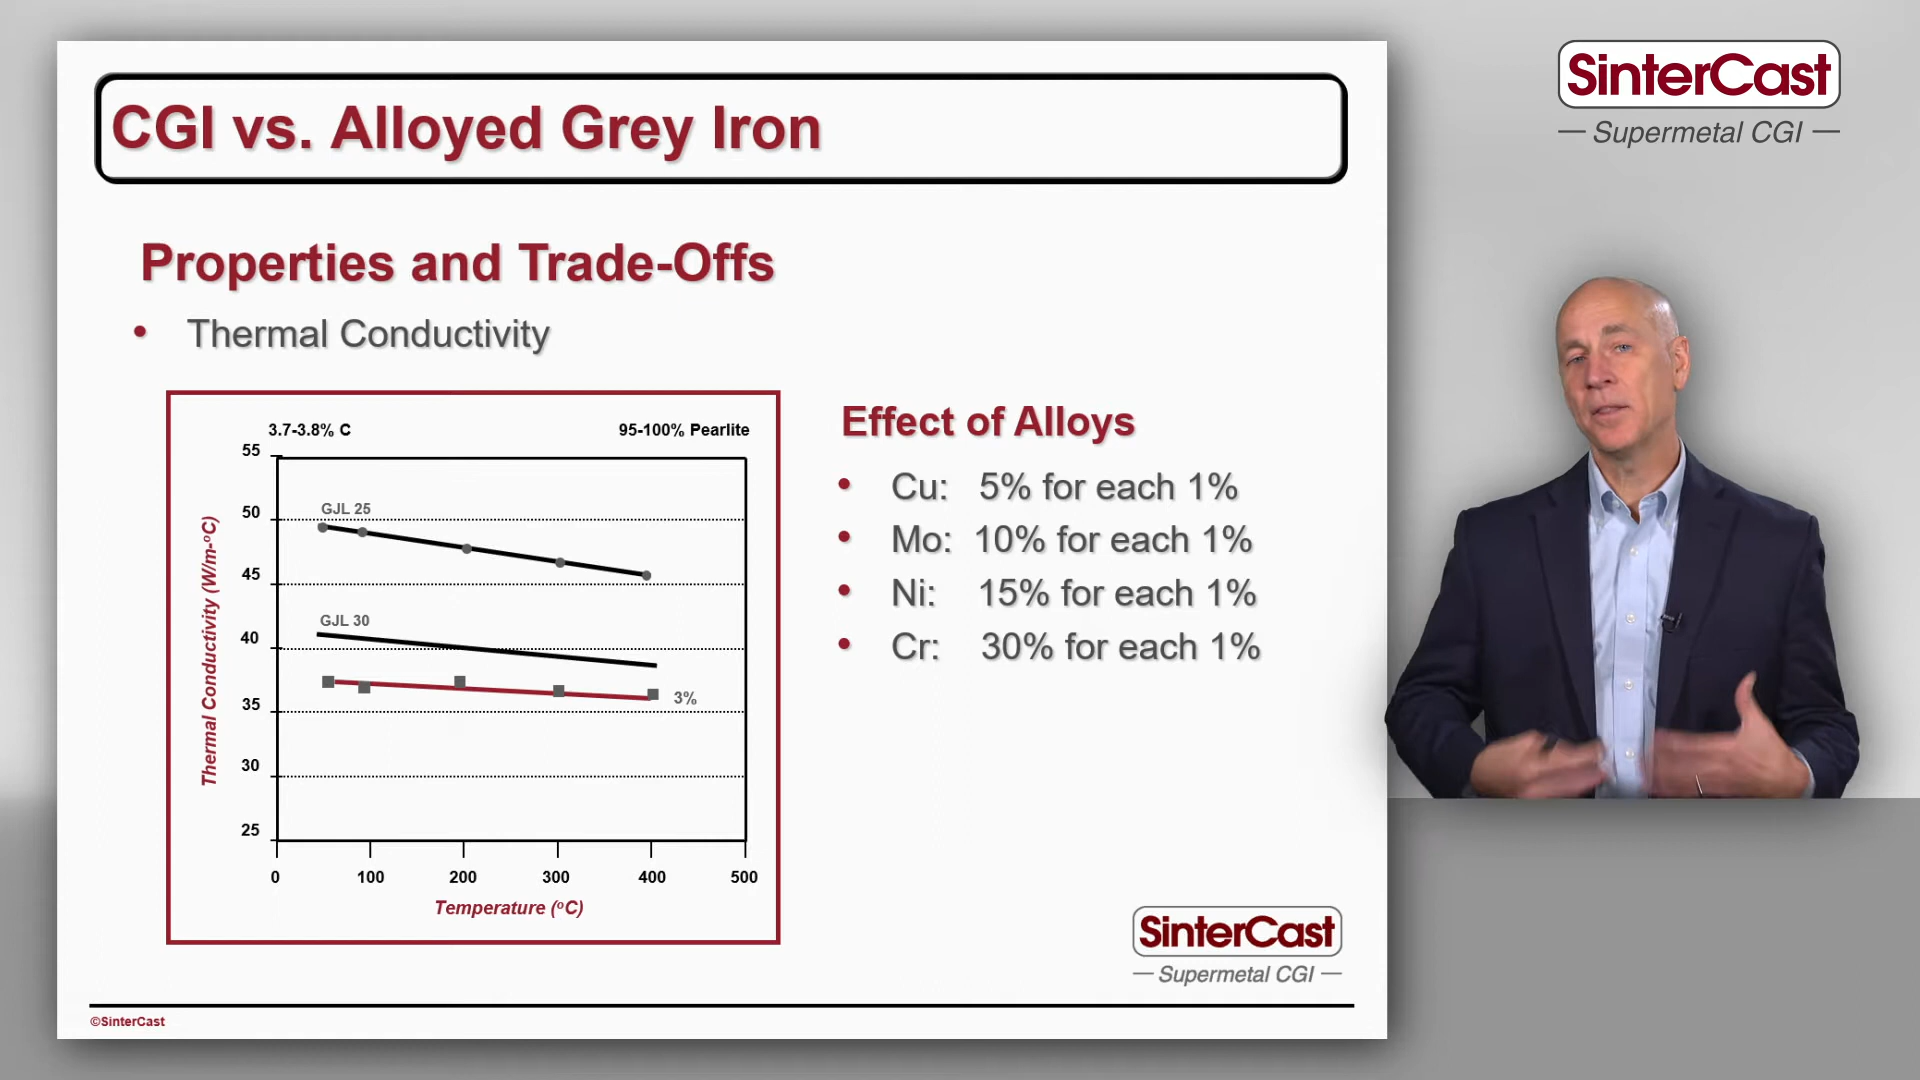 SinterCast
Supermetal CGI
CGI vs. Alloyed Grey Iron
Properties and Trade-Offs
• Thermal Conductivity
3.7-3.8% C
95-100% Pearlite
55
50
45
40
35
30
25
Thermal Conductivity (W/m-°C)
GJL 25
GJL 30
3%
0 100 200 300 400 500
Temperature (°C)
Effect of Alloys
• Cu: 5% for each 1%
• Mo: 10% for each 1%
• Ni: 15% for each 1%
• Cr: 30% for each 1%
SinterCast
Supermetal CGI
©SinterCast